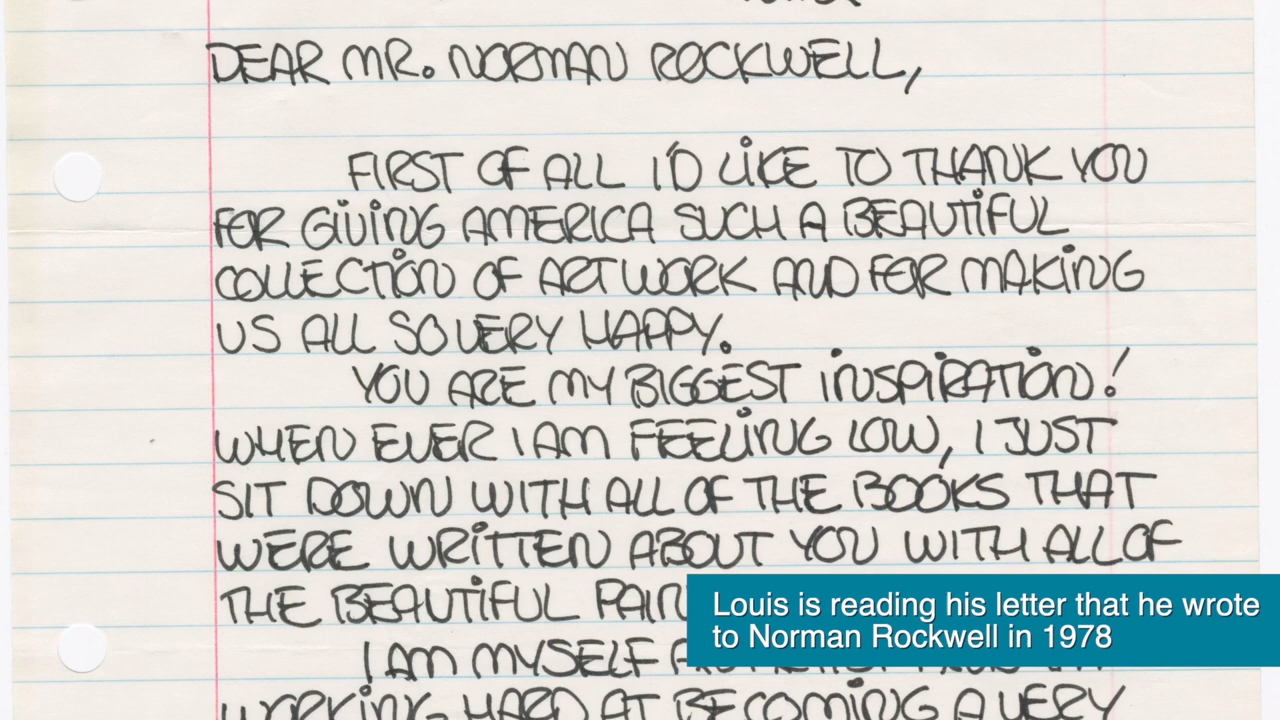 DEAR MR. NORMAN ROCKWELL,
FIRST OF ALL I'D LIKE TO THANK YOU
FOR GIVING AMERICA SUCH A BEAUTIFUL
COLLECTION OF ART WORK AND FOR MAKING
US ALL SO VERY HAPPY.
YOU ARE MY BIGGEST INSPIRATION!
WHEN EVER I AM FEELING LOW, I JUST
SIT DOWN WITH ALL OF THE BOOKS THAT
WERE WRITTEN ABOUT YOU WITH ALL OF
THE BEAUTIFUL
I AM MYSELF
WORKING HARD AT BECOMING A VERY
Louis is reading his letter that he wrote
to Norman Rockwell in 1978